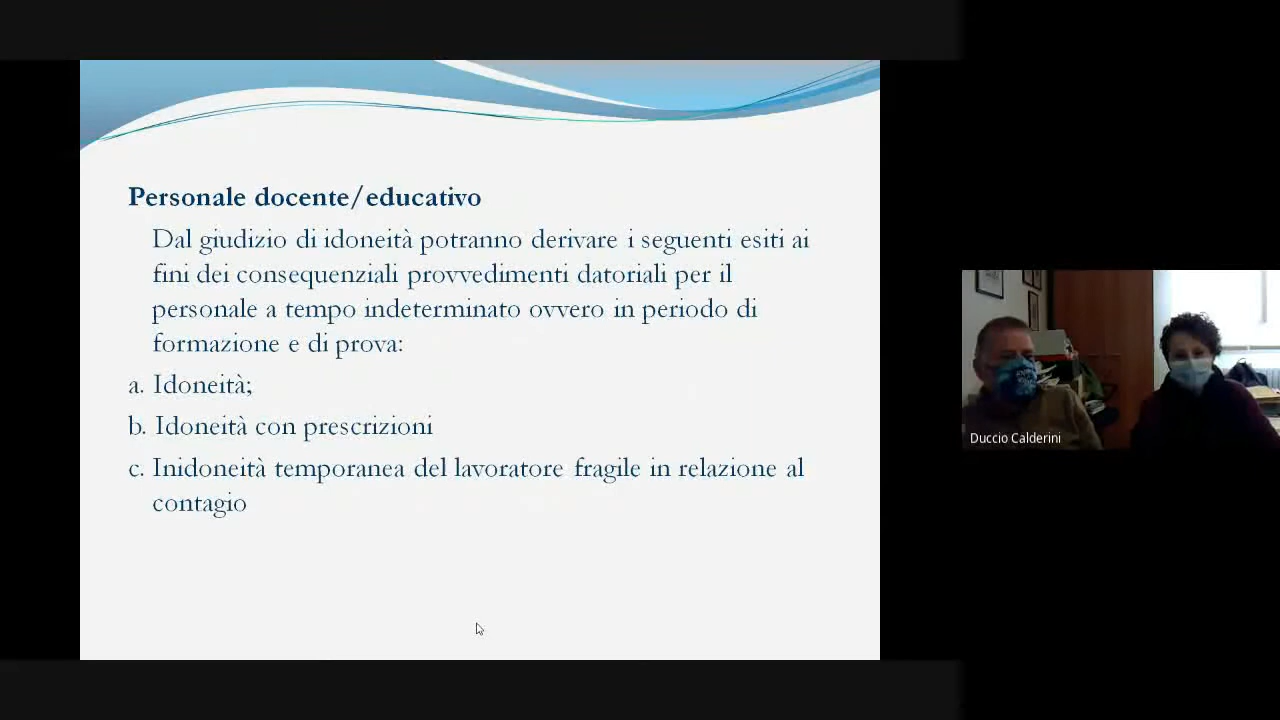 Personale docente/educativo
Dal giudizio di idoneità potranno derivare i seguenti esiti ai
fini dei consequenziali provvedimenti datoriali per il
personale a tempo indeterminato ovvero in periodo di
formazione e di prova:
a. Idoneità;
b. Idoneità con prescrizioni
c. Inidoneità temporanea del lavoratore fragile in relazione al
contagio
Duccio Calderini